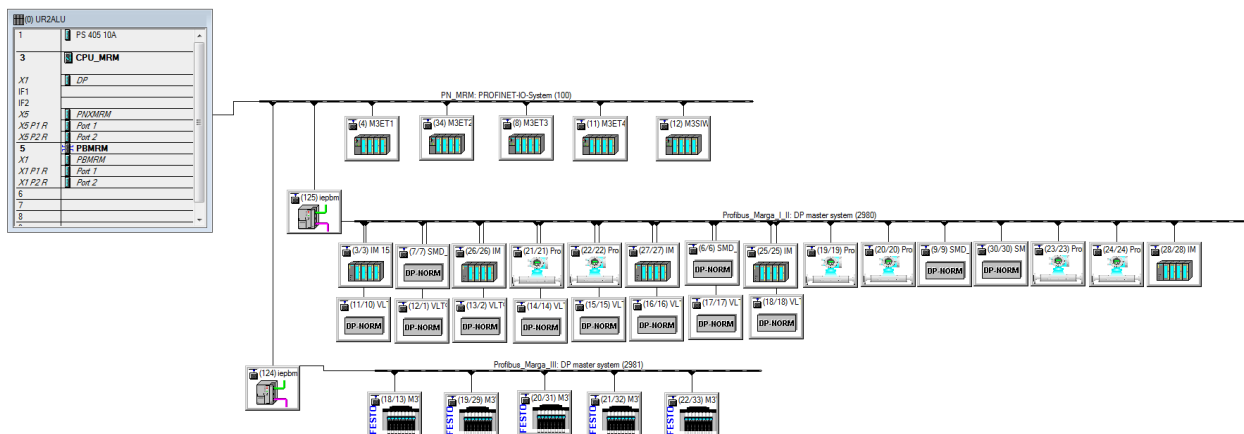 (0) UR2ALU
1 PS 405 10A
3 CPU_MRM
X1 DP
IF1
IF2
X5 PNXMRM
X5 P1 R Port 1
X5 P2 R Port 2
5 PBMRM
X1 PBMRM
X1 P1 R Port 1
X1 P2 R Port 2
6
7
8
PN_MRM: PROFINET-IO-System (100)
(4) M3ET1
(34) M3ET2
(8) M3ET3
(11) M3ET4
(12) M3SIW
(125) iepbm
Profibus_Marga_I_II: DP master system (2980)
(3/3) IM 15
(7/7) SMD_
DP-NORM
(26/26) IM
(21/21) Pro
(22/22) Pro
(27/27) IM
(6/6) SMD_
DP-NORM
(25/25) IM
(19/19) Pro
(20/20) Pro
(9/9) SMD_
DP-NORM
(30/30) SM
DP-NORM
(23/23) Pro
(24/24) Pro
(28/28) IM
(11/10) VL
DP-NORM
(12/1) VLT
DP-NORM
(13/2) VLT
DP-NORM
(14/14) VL
DP-NORM
(15/15) VL
DP-NORM
(16/16) VL
DP-NORM
(17/17) VL
DP-NORM
(18/18) VL
DP-NORM
(124) iepbm
Profibus_Marga_III: DP master system (2981)
(18/13) M3
FESTO
(19/29) M3
FESTO
(20/31) M3
FESTO
(21/32) M3
FESTO
(22/33) M3
FESTO